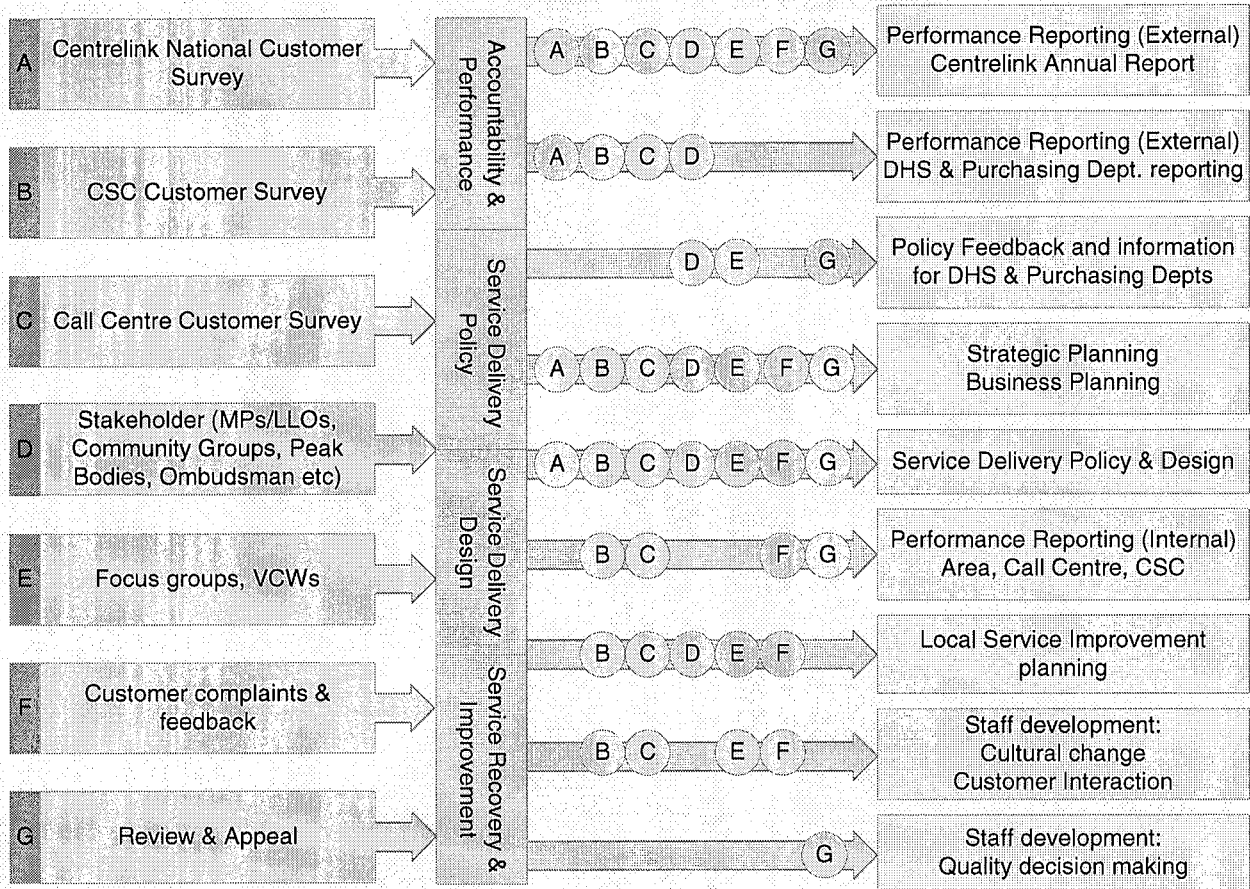 A
Centrelink National Customer
Survey
B
CSC Customer Survey
C
Call Centre Customer Survey
D
Stakeholder (MPs/LLOs,
Community Groups, Peak
Bodies, Ombudsman etc)
E
Focus groups, VCWs
F
Customer complaints &
feedback
G
Review & Appeal
Accountability &
Performance
Service Delivery
Policy
Service Delivery
Design
Service Recovery &
Improvement
A B C D E F G
Performance Reporting (External)
Centrelink Annual Report
A B C D
Performance Reporting (External)
DHS & Purchasing Dept. reporting
D E G
Policy Feedback and information
for DHS & Purchasing Depts
A B C D E F G
Strategic Planning
Business Planning
A B C D E F G
Service Delivery Policy & Design
B C F G
Performance Reporting (Internal)
Area, Call Centre, CSC
B C D E F
Local Service Improvement
planning
B C E F
Staff development:
Cultural change
Customer Interaction
G
Staff development:
Quality decision making